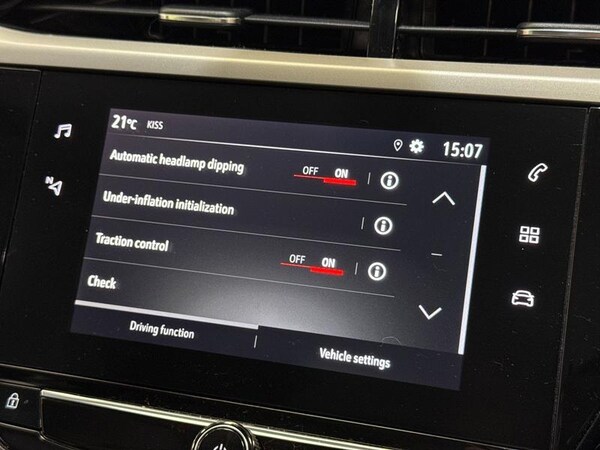 21°C KISS 15:07
Automatic headlamp dipping OFF ON
Under-inflation initialization
Traction control OFF ON
Check
Driving function Vehicle settings
N